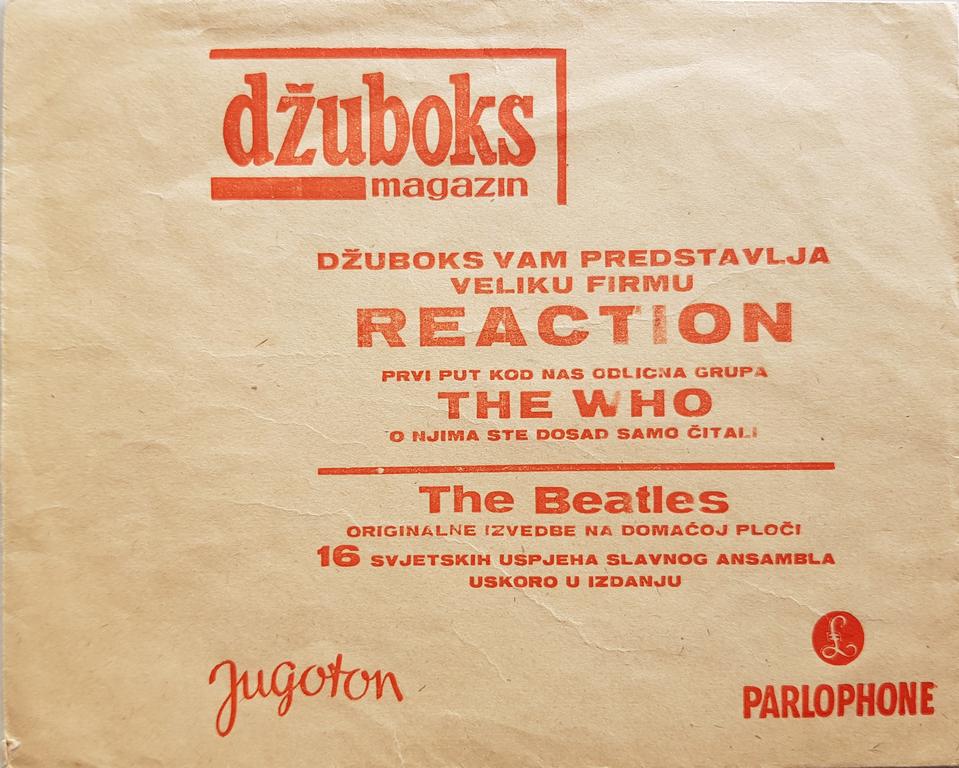 džuboks
magazin
DŽUBOKS VAM PREDSTAVLJA
VELIKU FIRMU
REACTION
PRVI PUT KOD NAS ODLICNA GRUPA
THE WHO
O NJIMA STE DOSAD SAMO ČITALI
The Beatles
ORIGINALNE IZVEDBE NA DOMAĆOJ PLOČI
16 SVJETSKIH USPJEHA SLAVNOG ANSAMBLA
USKORO U IZDANJU
£
Jugoton
PARLOPHONE